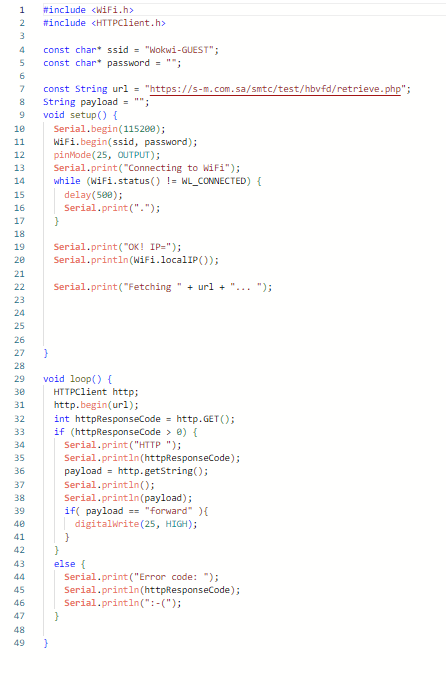 1 #include <WiFi.h>
2 #include <HTTPClient.h>
3
4 const char* ssid = "Wokwi-GUEST";
5 const char* password = "";
6
7 const String url = "https://s-m.com.sa/smtc/test/hbvfd/retrieve.php";
8 String payload = "";
9 void setup() {
10 Serial.begin(115200);
11 WiFi.begin(ssid, password);
12 pinMode(25, OUTPUT);
13 Serial.print("Connecting to WiFi");
14 while (WiFi.status() != WL_CONNECTED) {
15 delay(500);
16 Serial.print(".");
17 }
18
19 Serial.print("OK! IP=");
20 Serial.println(WiFi.localIP());
21
22 Serial.print("Fetching " + url + "... ");
23
24
25
26
27 }
28
29 void loop() {
30 HTTPClient http;
31 http.begin(url);
32 int httpResponseCode = http.GET();
33 if (httpResponseCode > 0) {
34 Serial.print("HTTP ");
35 Serial.println(httpResponseCode);
36 payload = http.getString();
37 Serial.println();
38 Serial.println(payload);
39 if( payload == "forward" ){
40 digitalWrite(25, HIGH);
41 }
42 }
43 else {
44 Serial.print("Error code: ");
45 Serial.println(httpResponseCode);
46 Serial.println(":-(");
47 }
48
49 }